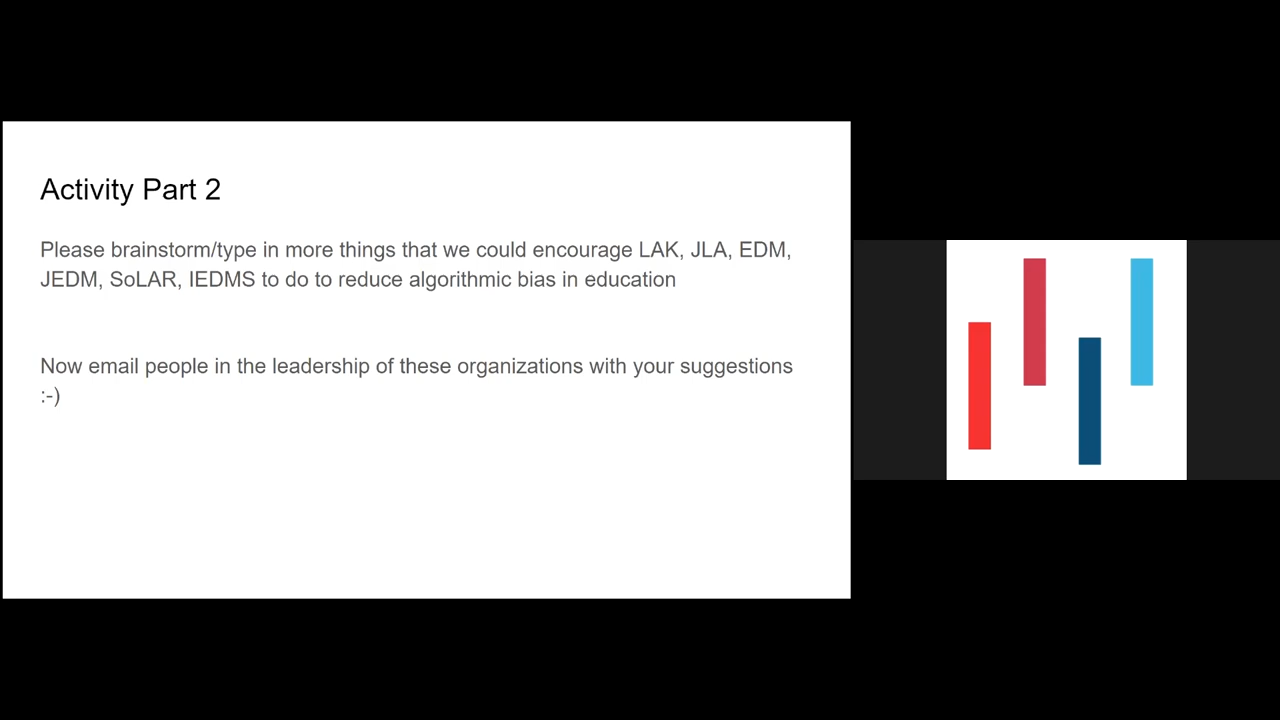 Activity Part 2
Please brainstorm/type in more things that we could encourage LAK, JLA, EDM,
JEDM, SoLAR, IEDMS to do to reduce algorithmic bias in education
Now email people in the leadership of these organizations with your suggestions
:-)